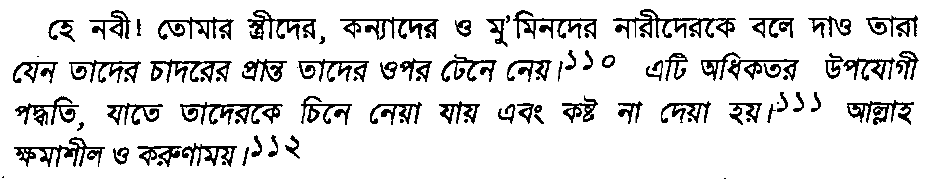 হে নবী! তোমার স্ত্রীদের, কন্যাদের ও মু'মিনদের নারীদেরকে বলে দাও তারা
যেন তাদের চাদরের প্রান্ত তাদের ওপর টেনে নেয়।১১০ এটি অধিকতর উপযোগী
পদ্ধতি, যাতে তাদেরকে চিনে নেয়া যায় এবং কষ্ট না দেয়া হয়।১১১ আল্লাহ
ক্ষমাশীল ও করুণাময়।১১২